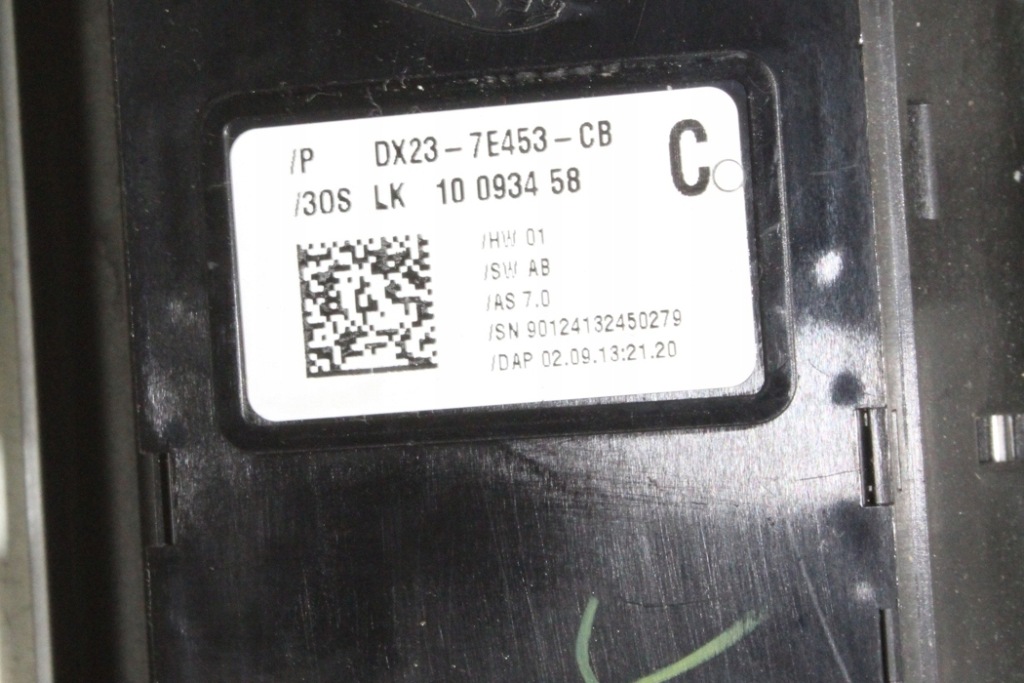 /P DX23-7E453-CB C
/30S LK 10 0934 58
/HW 01
/SW AB
/AS 7.0
/SN 90124132450279
/DAP 02.09.13:21.20